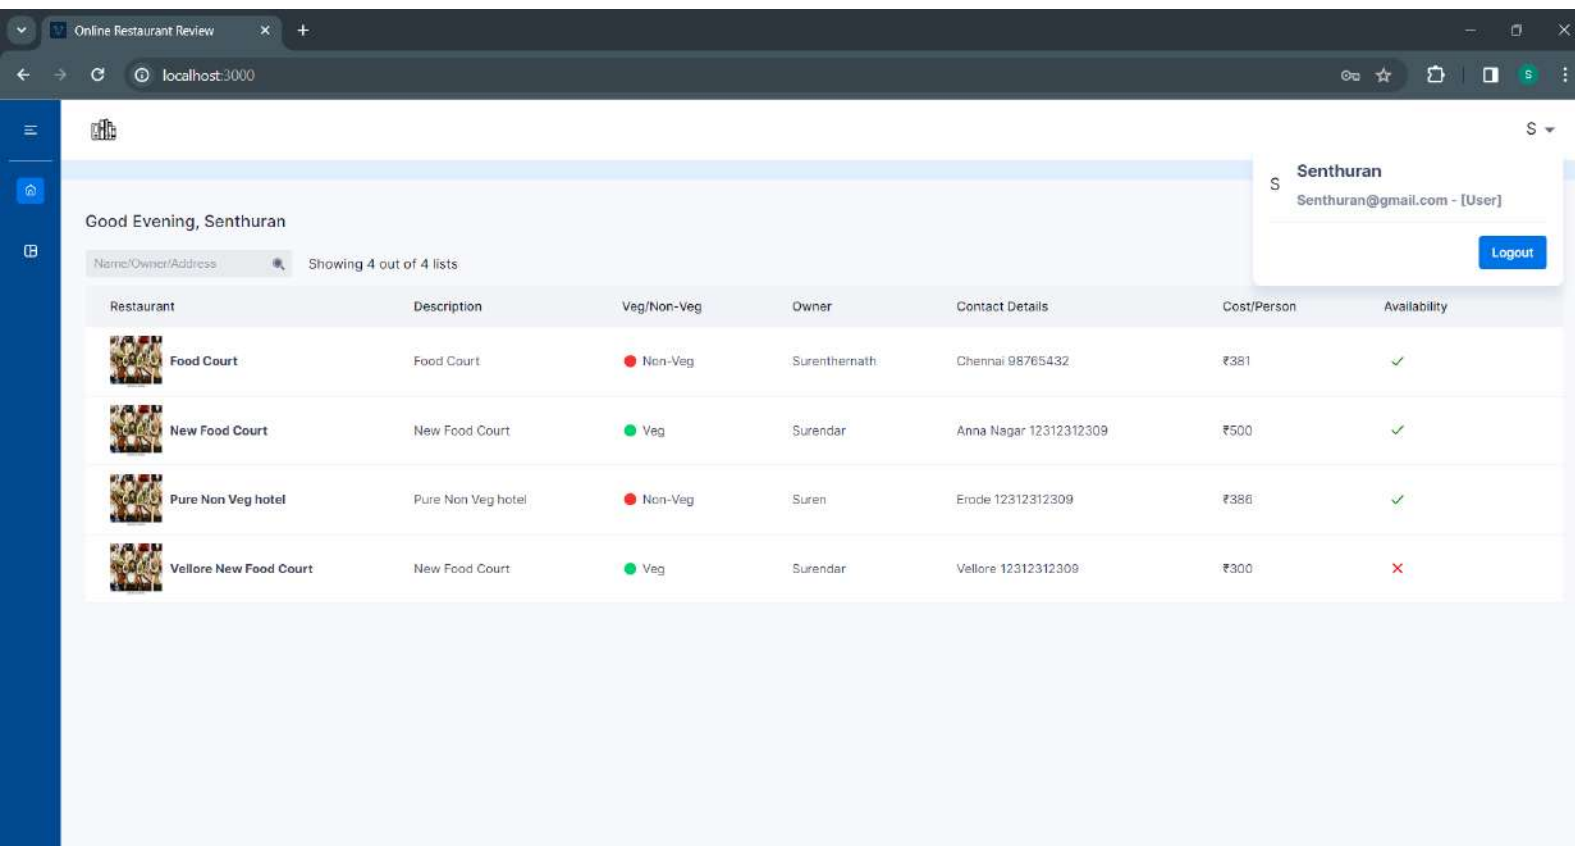 Online Restaurant Review
localhost:3000
S
S
Senthuran
S
Senthuran@gmail.com - [User]
Good Evening, Senthuran
Logout
Name/Owner/Address
Showing 4 out of 4 lists
Restaurant Description Veg/Non-Veg Owner Contact Details Cost/Person Availability
Food Court Food Court Non-Veg Surenthernath Chennai 98765432 ₹381
New Food Court New Food Court Veg Surendar Anna Nagar 12312312309 ₹500
Pure Non Veg hotel Pure Non Veg hotel Non-Veg Suren Erode 12312312309 ₹386
Vellore New Food Court New Food Court Veg Surendar Vellore 12312312309 ₹300